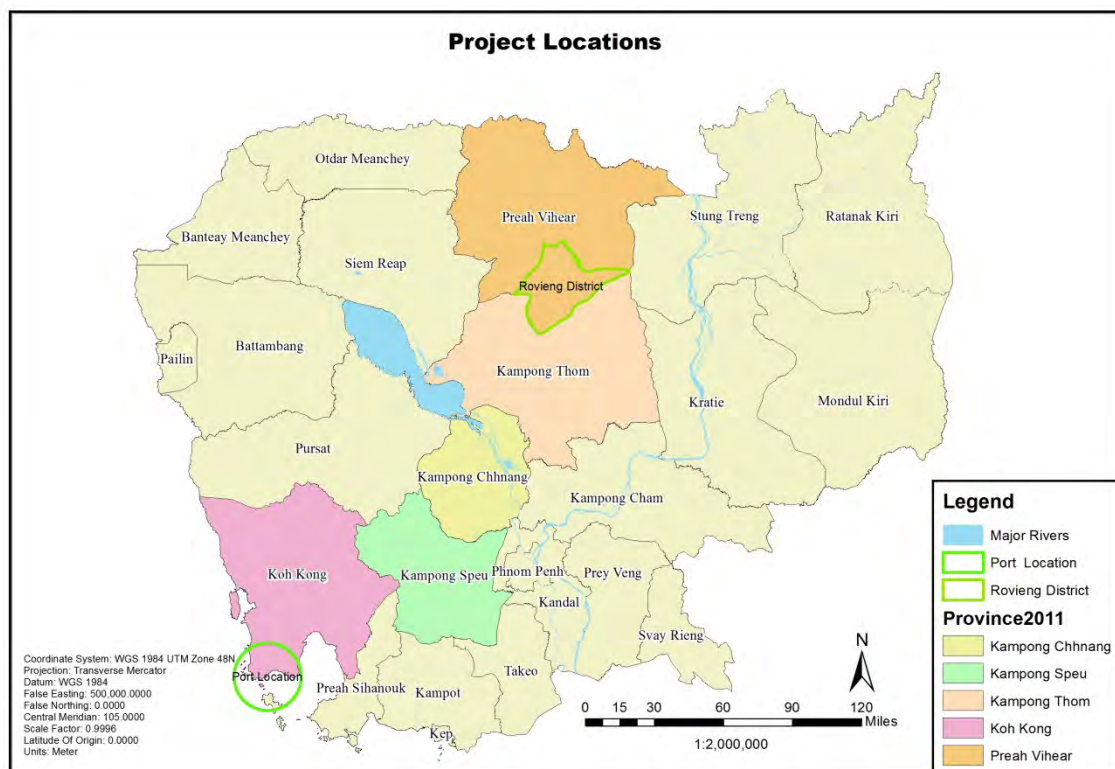 Project Locations
Otdar Meanchey
Preah Vihear
Stung Treng
Ratanak Kiri
Banteay Meanchey
Siem Reap
Rovieng District
Battambang
Pailin
Kampong Thom
Kratie
Mondul Kiri
Pursat
Kampong Chhnang
Kampong Cham
Koh Kong
Kampong Speu
Phnom Penh
Prey Veng
Kandal
Svay Rieng
Takeo
Port Location
Preah Sihanouk
Kampot
Kep
Coordinate System: WGS 1984 UTM Zone 48N
Projection: Transverse Mercator
Datum: WGS 1984
False Easting: 500,000.0000
False Northing: 0.0000
Central Meridian: 105.0000
Scale Factor: 0.9996
Latitude Of Origin: 0.0000
Units: Meter
N
0 15 30 60 90 120
Miles
1:2,000,000
Legend
Major Rivers
Port Location
Rovieng District
Province2011
Kampong Chhnang
Kampong Speu
Kampong Thom
Koh Kong
Preah Vihear